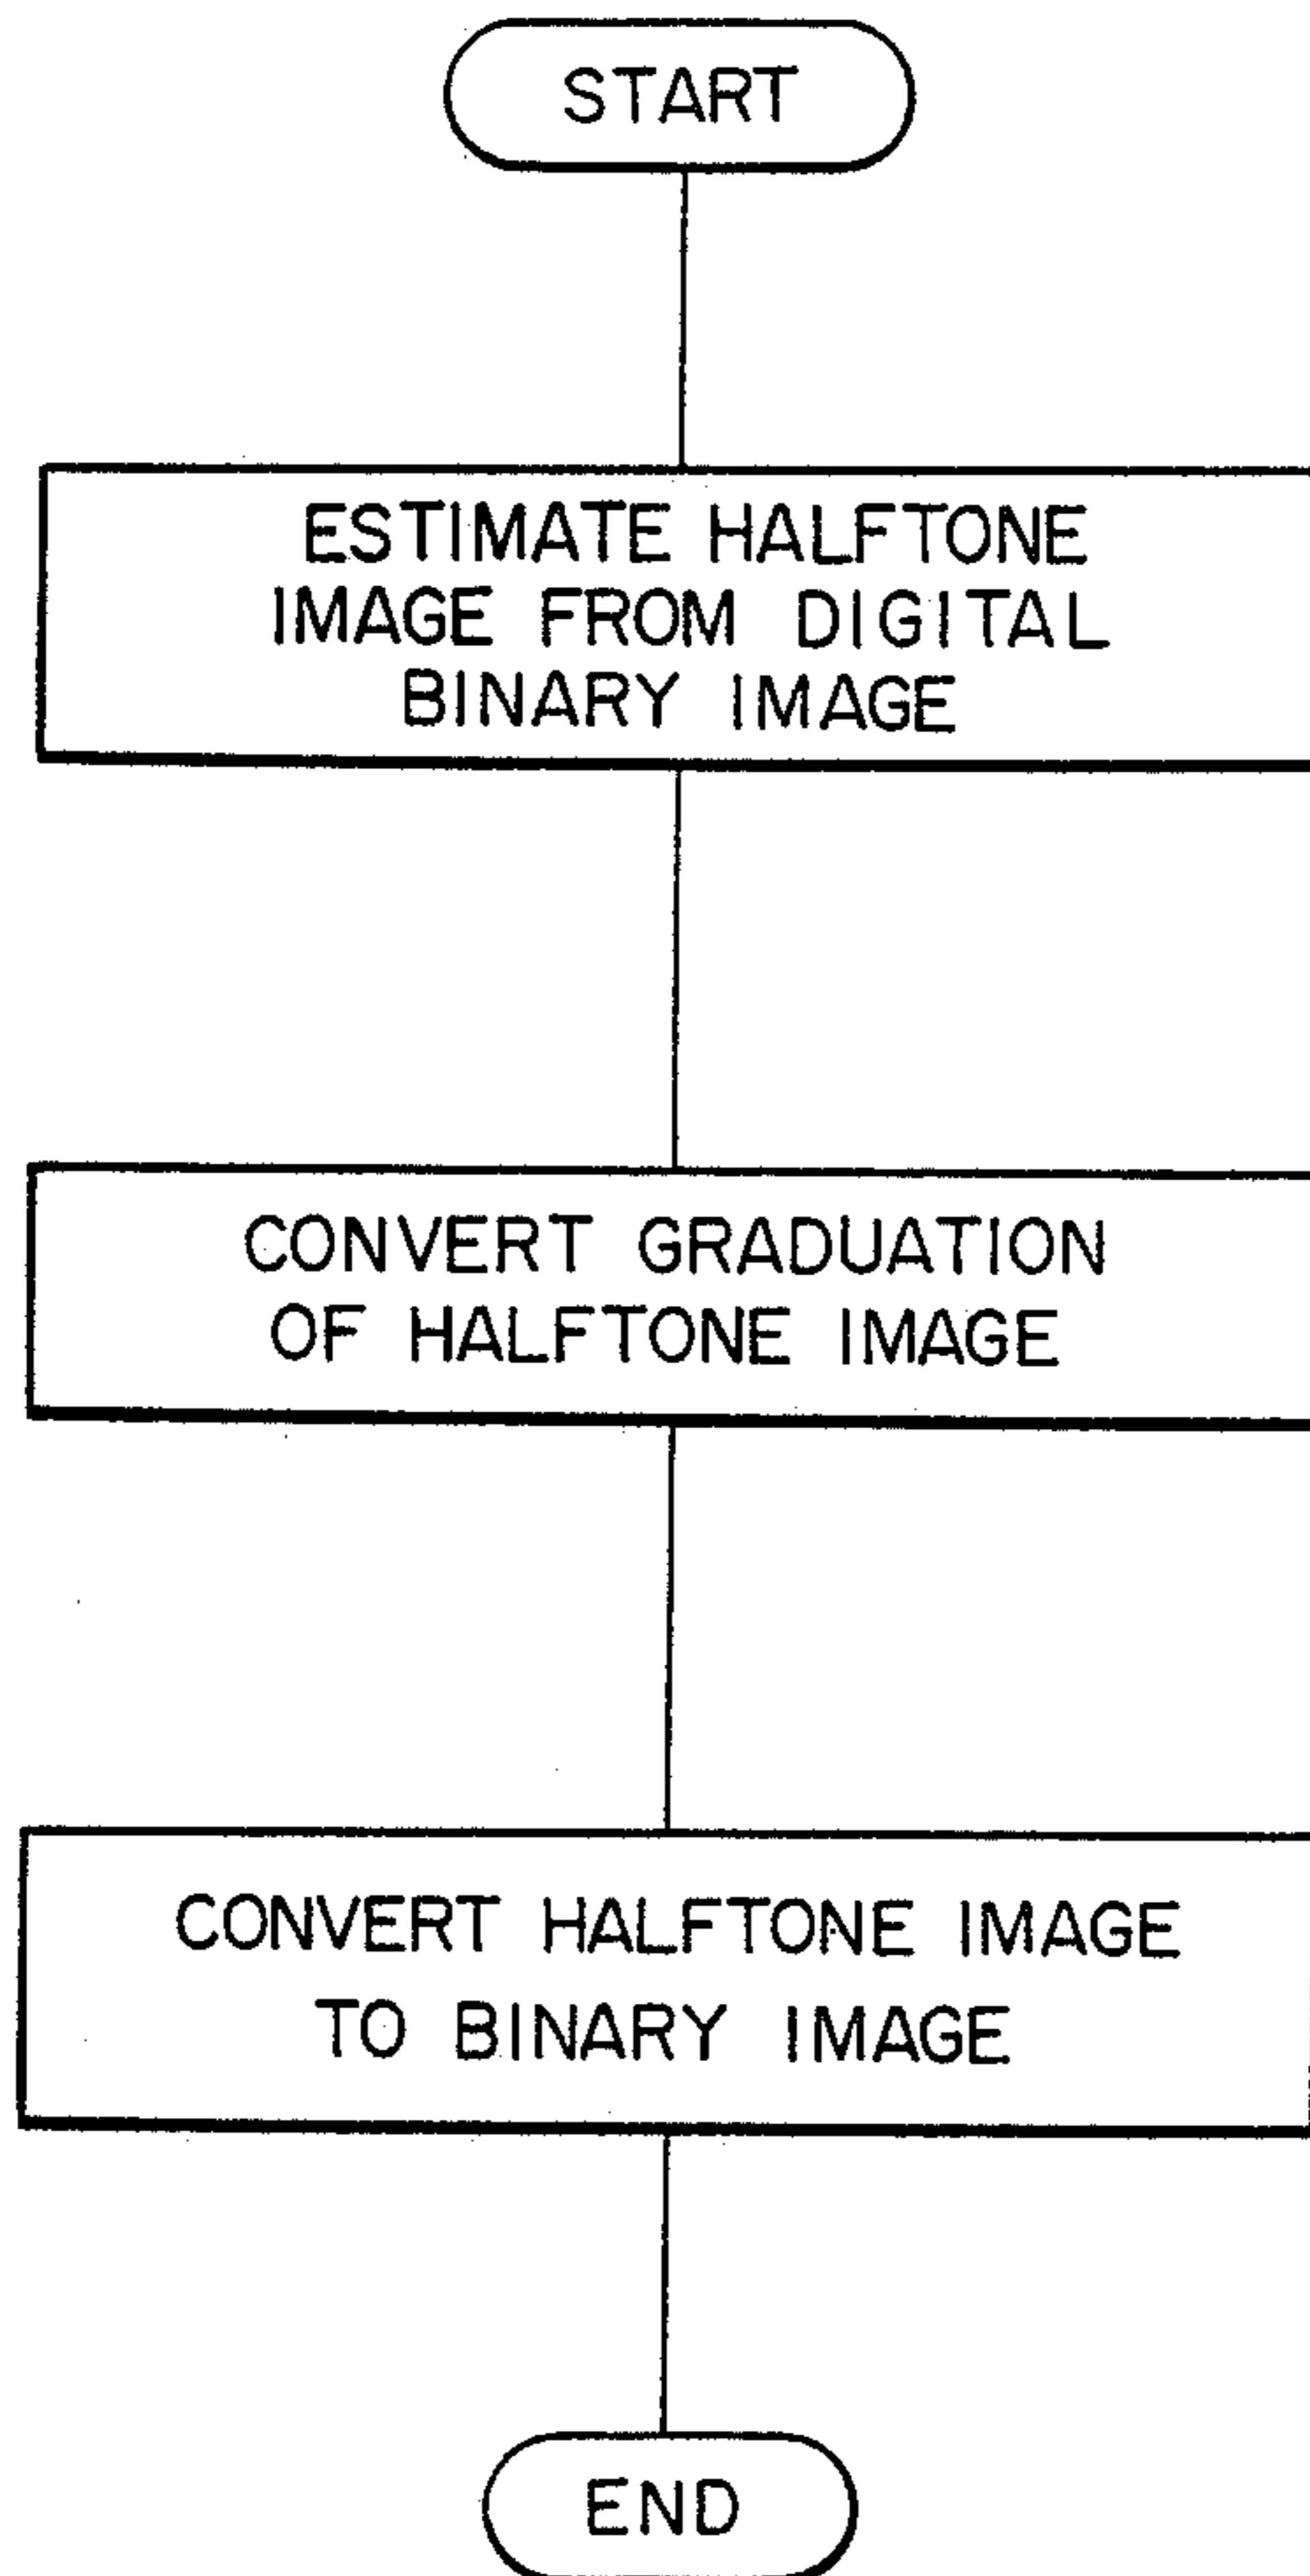 START
ESTIMATE HALFTONE
IMAGE FROM DIGITAL
BINARY IMAGE
CONVERT GRADUATION
OF HALFTONE IMAGE
CONVERT HALFTONE IMAGE
TO BINARY IMAGE
END